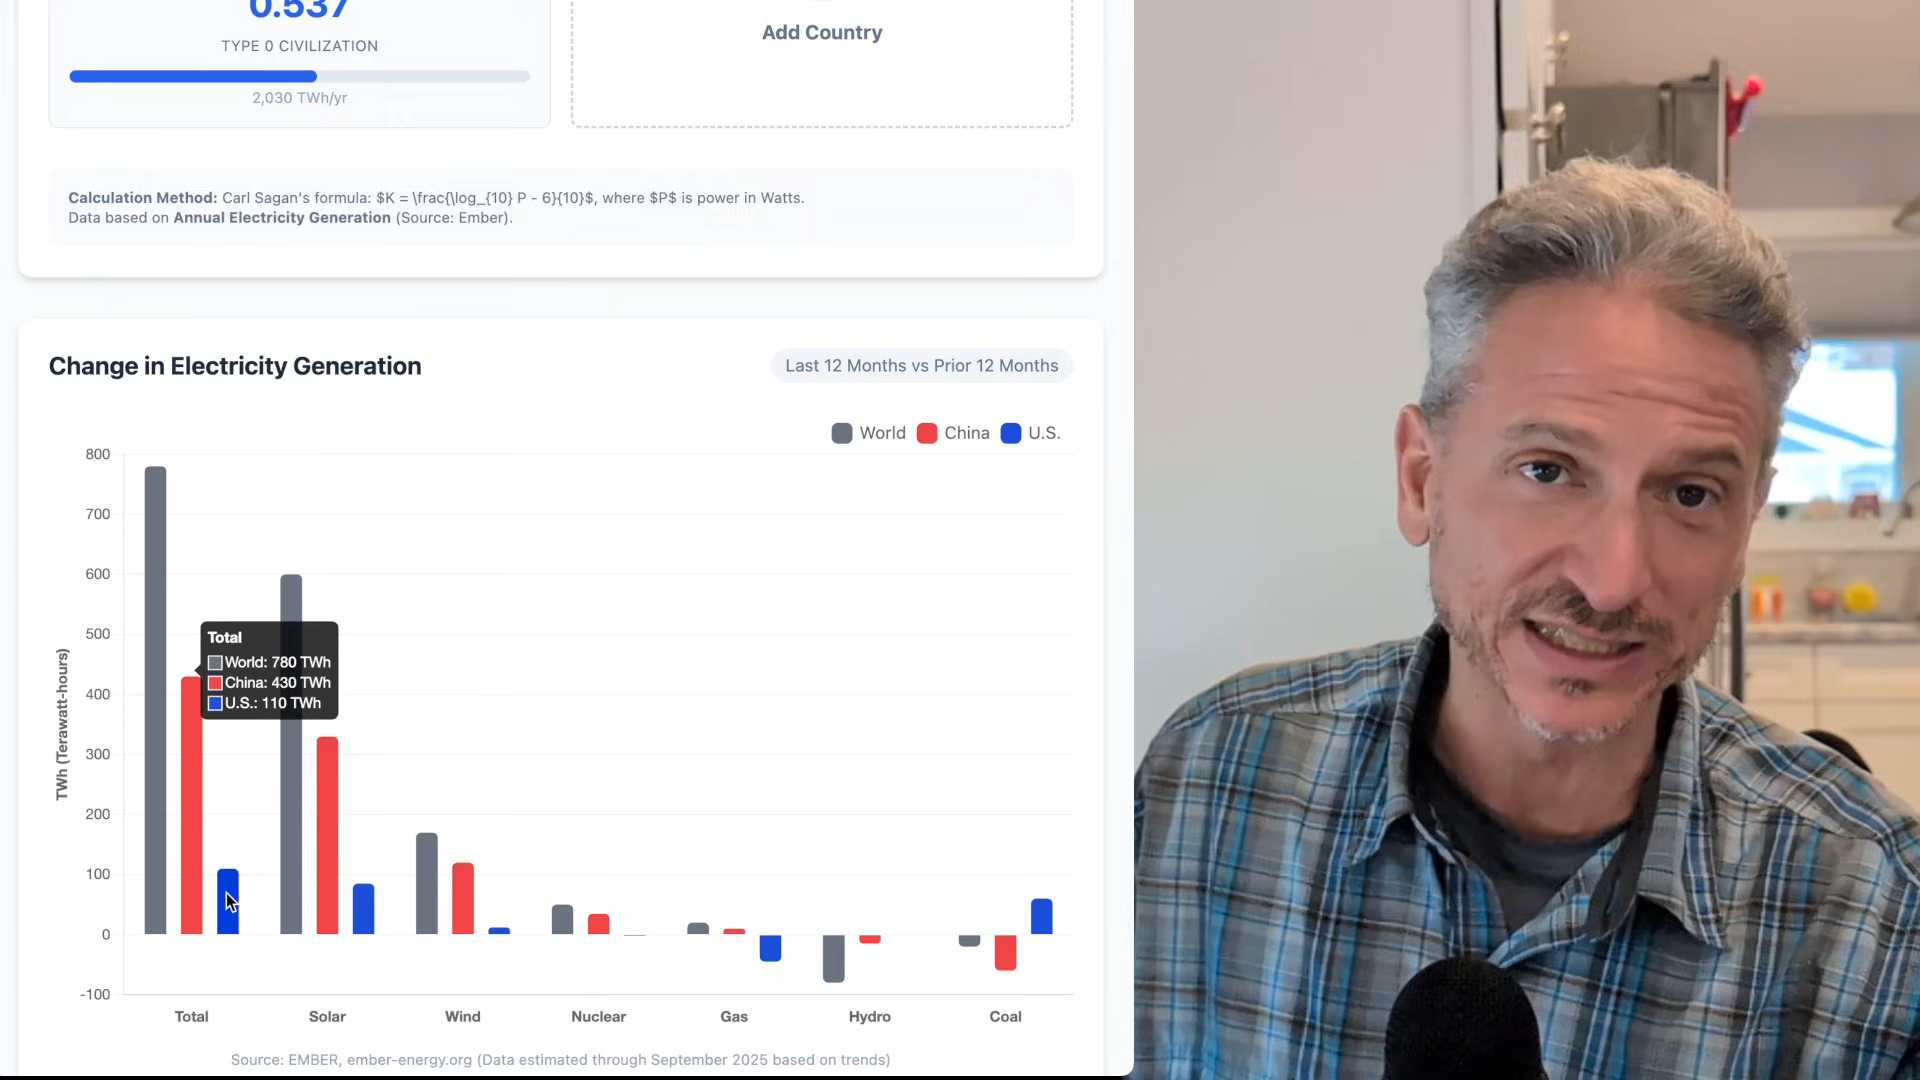 0.537
TYPE 0 CIVILIZATION
2,030 TWh/yr
Add Country
Calculation Method: Carl Sagan's formula: $K = \frac{\log_{10} P - 6}{10}$, where $P$ is power in Watts.
Data based on Annual Electricity Generation (Source: Ember).
Change in Electricity Generation
Last 12 Months vs Prior 12 Months
World China U.S.
TWh (Terawatt-hours)
800
700
600
500
400
300
200
100
0
-100
Total
World: 780 TWh
China: 430 TWh
U.S.: 110 TWh
Total Solar Wind Nuclear Gas Hydro Coal
Source: EMBER, ember-energy.org (Data estimated through September 2025 based on trends)